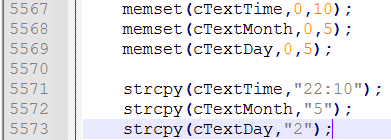 5567 memset(cTextTime,0,10);
5568 memset(cTextMonth,0,5);
5569 memset(cTextDay,0,5);
5570
5571 strcpy(cTextTime,"22:10");
5572 strcpy(cTextMonth,"5");
5573 strcpy(cTextDay,"2");